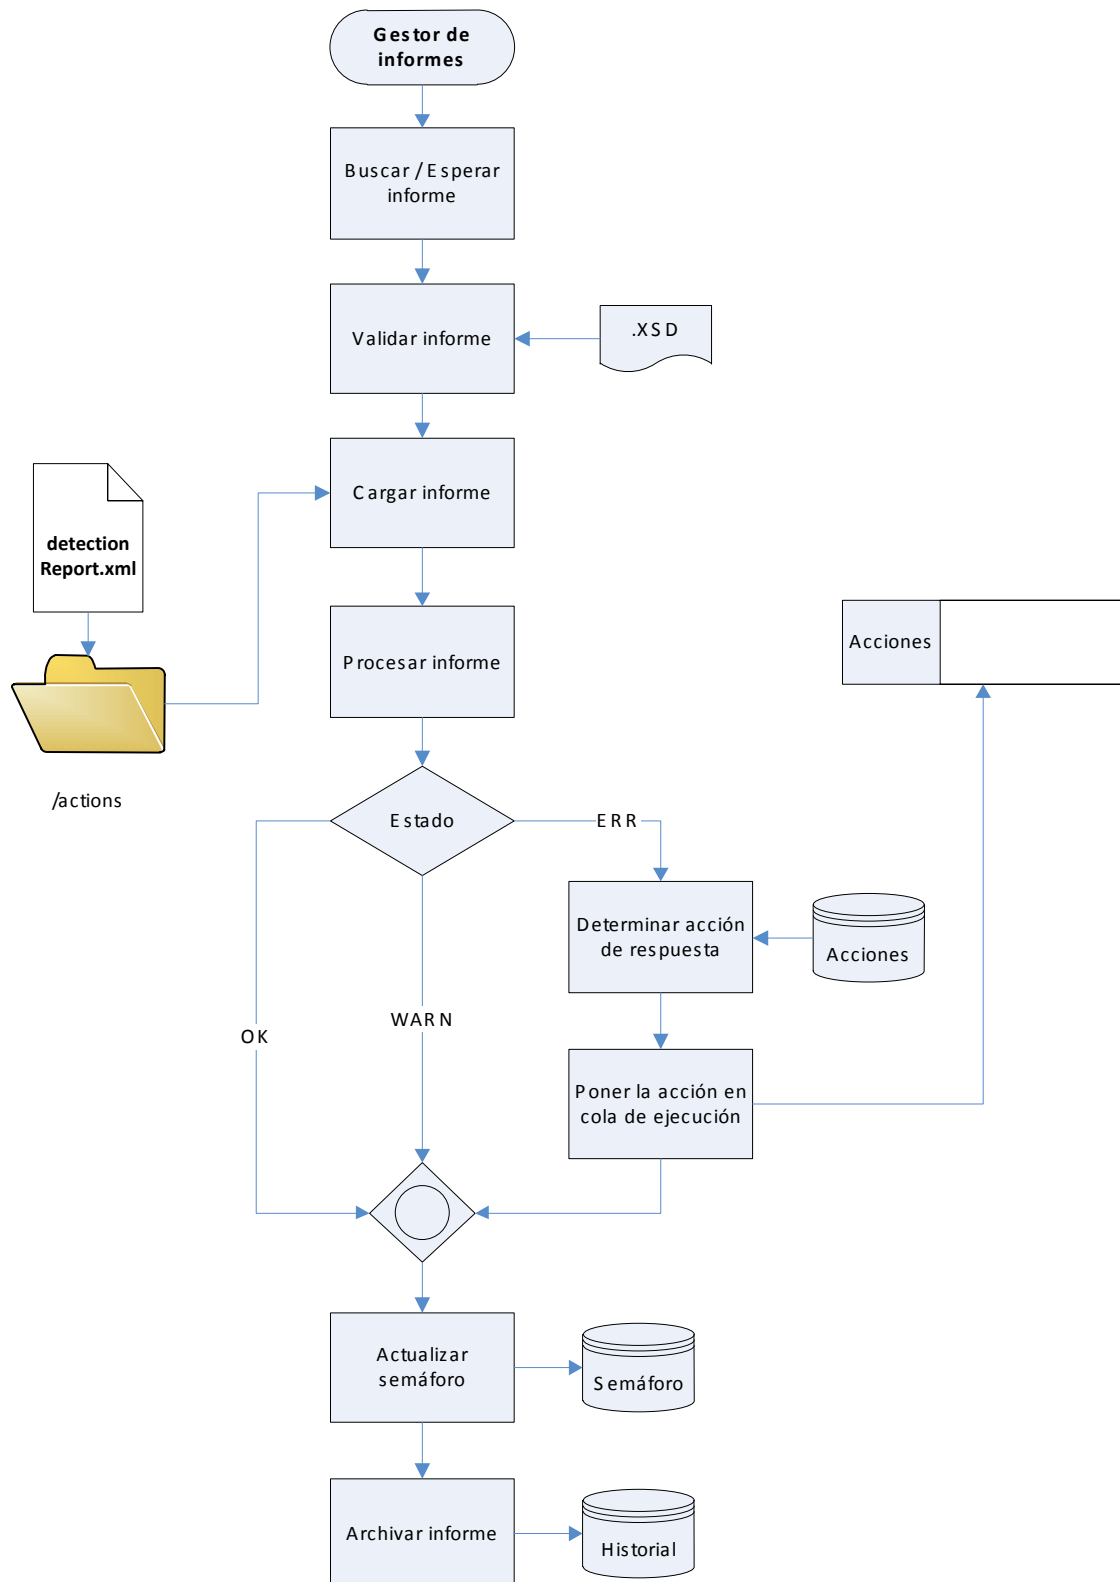 Gestor de
informes
Buscar / Esperar
informe
Validar informe
.XSD
Cargar informe
detection
Report.xml
/actions
Procesar informe
Acciones
Estado
ERR
Determinar acción
de respuesta
Acciones
OK
WARN
Poner la acción en
cola de ejecución
Actualizar
semáforo
Semáforo
Archivar informe
Historial